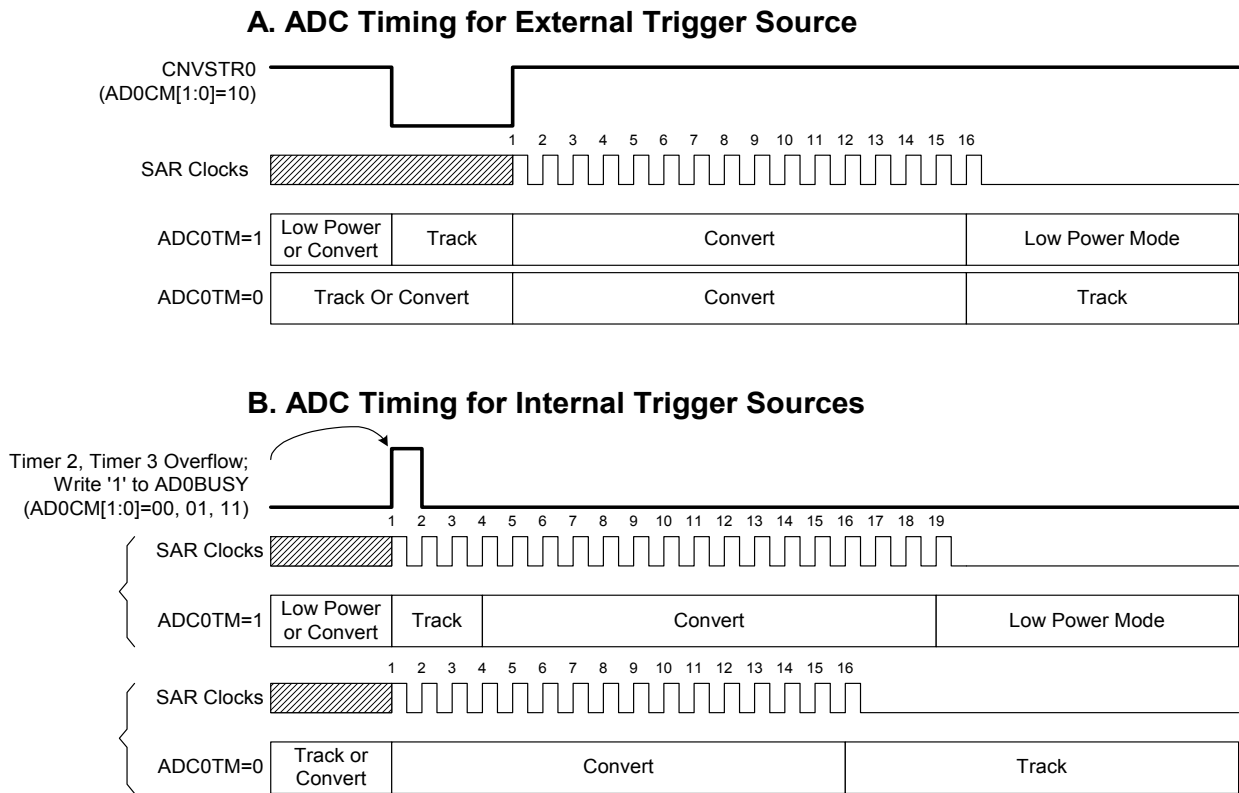 A. ADC Timing for External Trigger Source
CNVSTR0
(AD0CM[1:0]=10)
1 2 3 4 5 6 7 8 9 10 11 12 13 14 15 16
SAR Clocks
ADC0TM=1
Low Power
or Convert
Track
Convert
Low Power Mode
ADC0TM=0
Track Or Convert
Convert
Track
B. ADC Timing for Internal Trigger Sources
Timer 2, Timer 3 Overflow;
Write '1' to AD0BUSY
(AD0CM[1:0]=00, 01, 11)
1 2 3 4 5 6 7 8 9 10 11 12 13 14 15 16 17 18 19
SAR Clocks
ADC0TM=1
Low Power
or Convert
Track
Convert
Low Power Mode
1 2 3 4 5 6 7 8 9 10 11 12 13 14 15 16
SAR Clocks
ADC0TM=0
Track or
Convert
Convert
Track